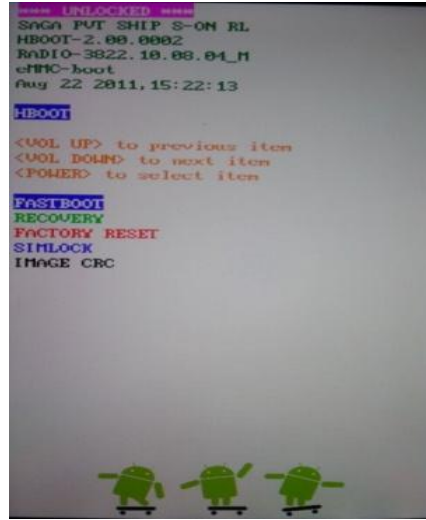 *** UNLOCKED ***
SAGA PVT SHIP S-ON RL
HBOOT-2.00.0002
RADIO-3822.10.08.04_M
eMMC-boot
Aug 22 2011,15:22:13
HBOOT
<VOL UP> to previous item
<VOL DOWN> to next item
<POWER> to select item
FASTBOOT
RECOVERY
FACTORY RESET
SIMLOCK
IMAGE CRC